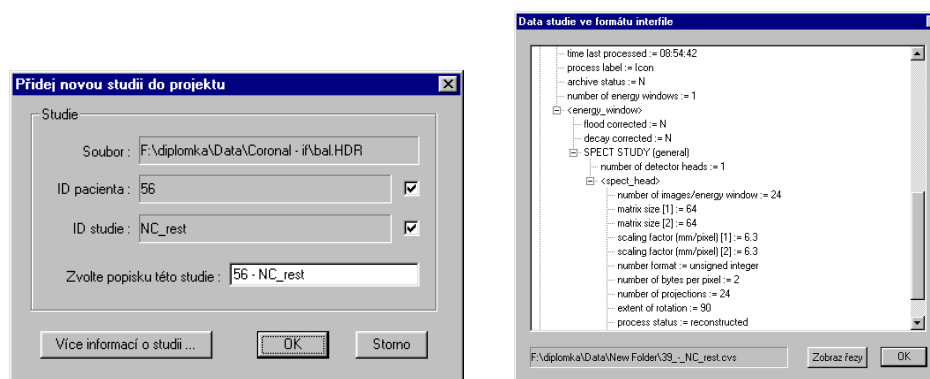 Přidej novou studii do projektu
Studie
Soubor : F:\diplomka\Data\Coronal - if\bal.HDR
ID pacienta : 56
ID studie : NC_rest
Zvolte popisku této studie : 56 - NC_rest
Více informací o studii ... OK Storno
Data studie ve formátu interfile
time last processed := 08:54:42
process label := Icon
archive status := N
number of energy windows := 1
<energy_window>
flood corrected := N
decay corrected := N
SPECT STUDY (general)
number of detector heads := 1
<spect_head>
number of images/energy window := 24
matrix size [1] := 64
matrix size [2] := 64
scaling factor (mm/pixel) [1] := 6.3
scaling factor (mm/pixel) [2] := 6.3
number format := unsigned integer
number of bytes per pixel := 2
number of projections := 24
extent of rotation := 90
process status := reconstructed
F:\diplomka\Data\New Folder\39_-_NC_rest.cvs Zobraz řezy OK